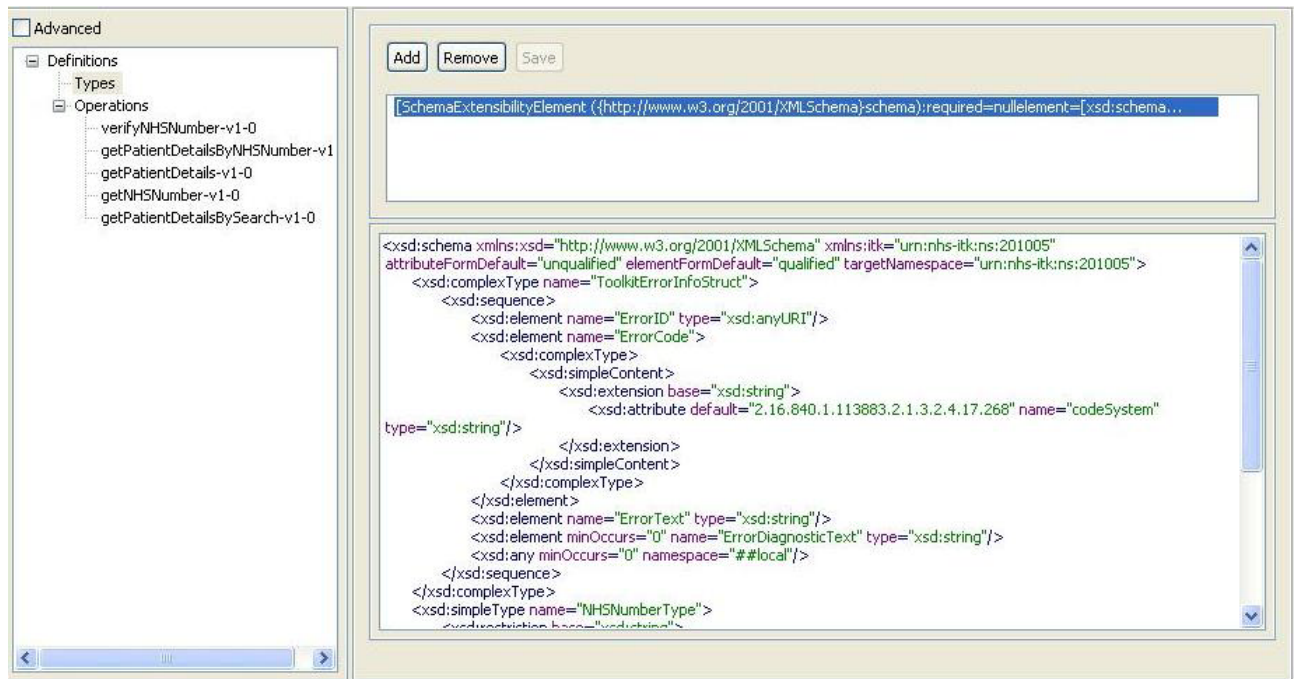 Advanced
Definitions
Types
Operations
verifyNHSNumber-v1-0
getPatientDetailsByNHSNumber-v1
getPatientDetails-v1-0
getNHSNumber-v1-0
getPatientDetailsBySearch-v1-0
Add Remove Save
[SchemaExtensibilityElement ({http://www.w3.org/2001/XMLSchema}schema):required=nullelement=[xsd:schema...
<xsd:schema xmlns:xsd="http://www.w3.org/2001/XMLSchema" xmlns:itk="urn:nhs-itk:ns:201005"
attributeFormDefault="unqualified" elementFormDefault="qualified" targetNamespace="urn:nhs-itk:ns:201005">
<xsd:complexType name="ToolkitErrorInfoStruct">
<xsd:sequence>
<xsd:element name="ErrorID" type="xsd:anyURI"/>
<xsd:element name="ErrorCode">
<xsd:complexType>
<xsd:simpleContent>
<xsd:extension base="xsd:string">
<xsd:attribute default="2.16.840.1.113883.2.1.3.2.4.17.268" name="codeSystem"
type="xsd:string"/>
</xsd:extension>
</xsd:simpleContent>
</xsd:complexType>
</xsd:element>
<xsd:element name="ErrorText" type="xsd:string"/>
<xsd:element minOccurs="0" name="ErrorDiagnosticText" type="xsd:string"/>
<xsd:any minOccurs="0" namespace="##local"/>
</xsd:sequence>
</xsd:complexType>
<xsd:simpleType name="NHSNumberType">
<xsd:restriction base="xsd:string">